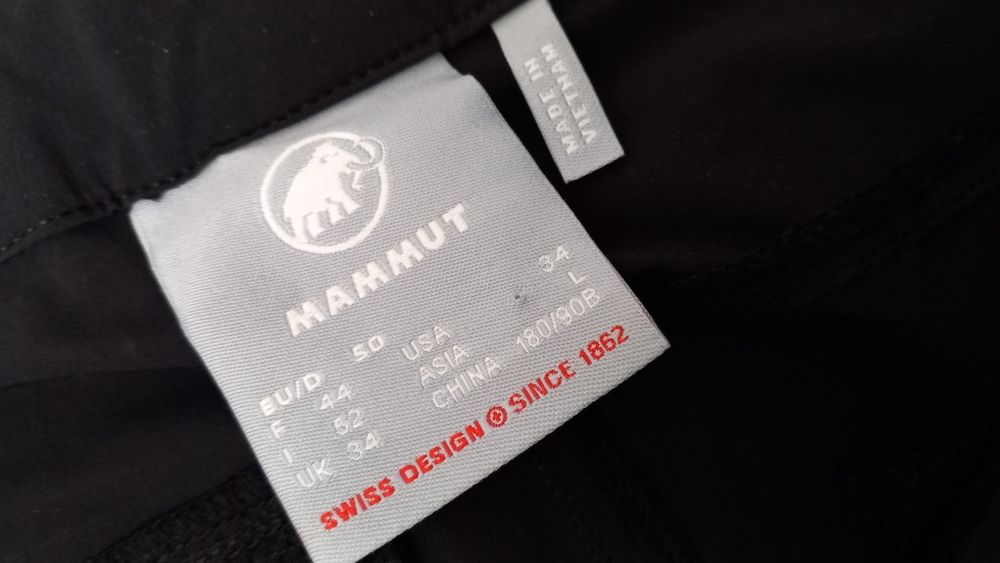 MAMMUT
EU/D 50 USA 34
F 44 ASIA L
I 52 CHINA 180/90B
UK 34
SWISS DESIGN SINCE 1862
MADE IN
VIETNAM